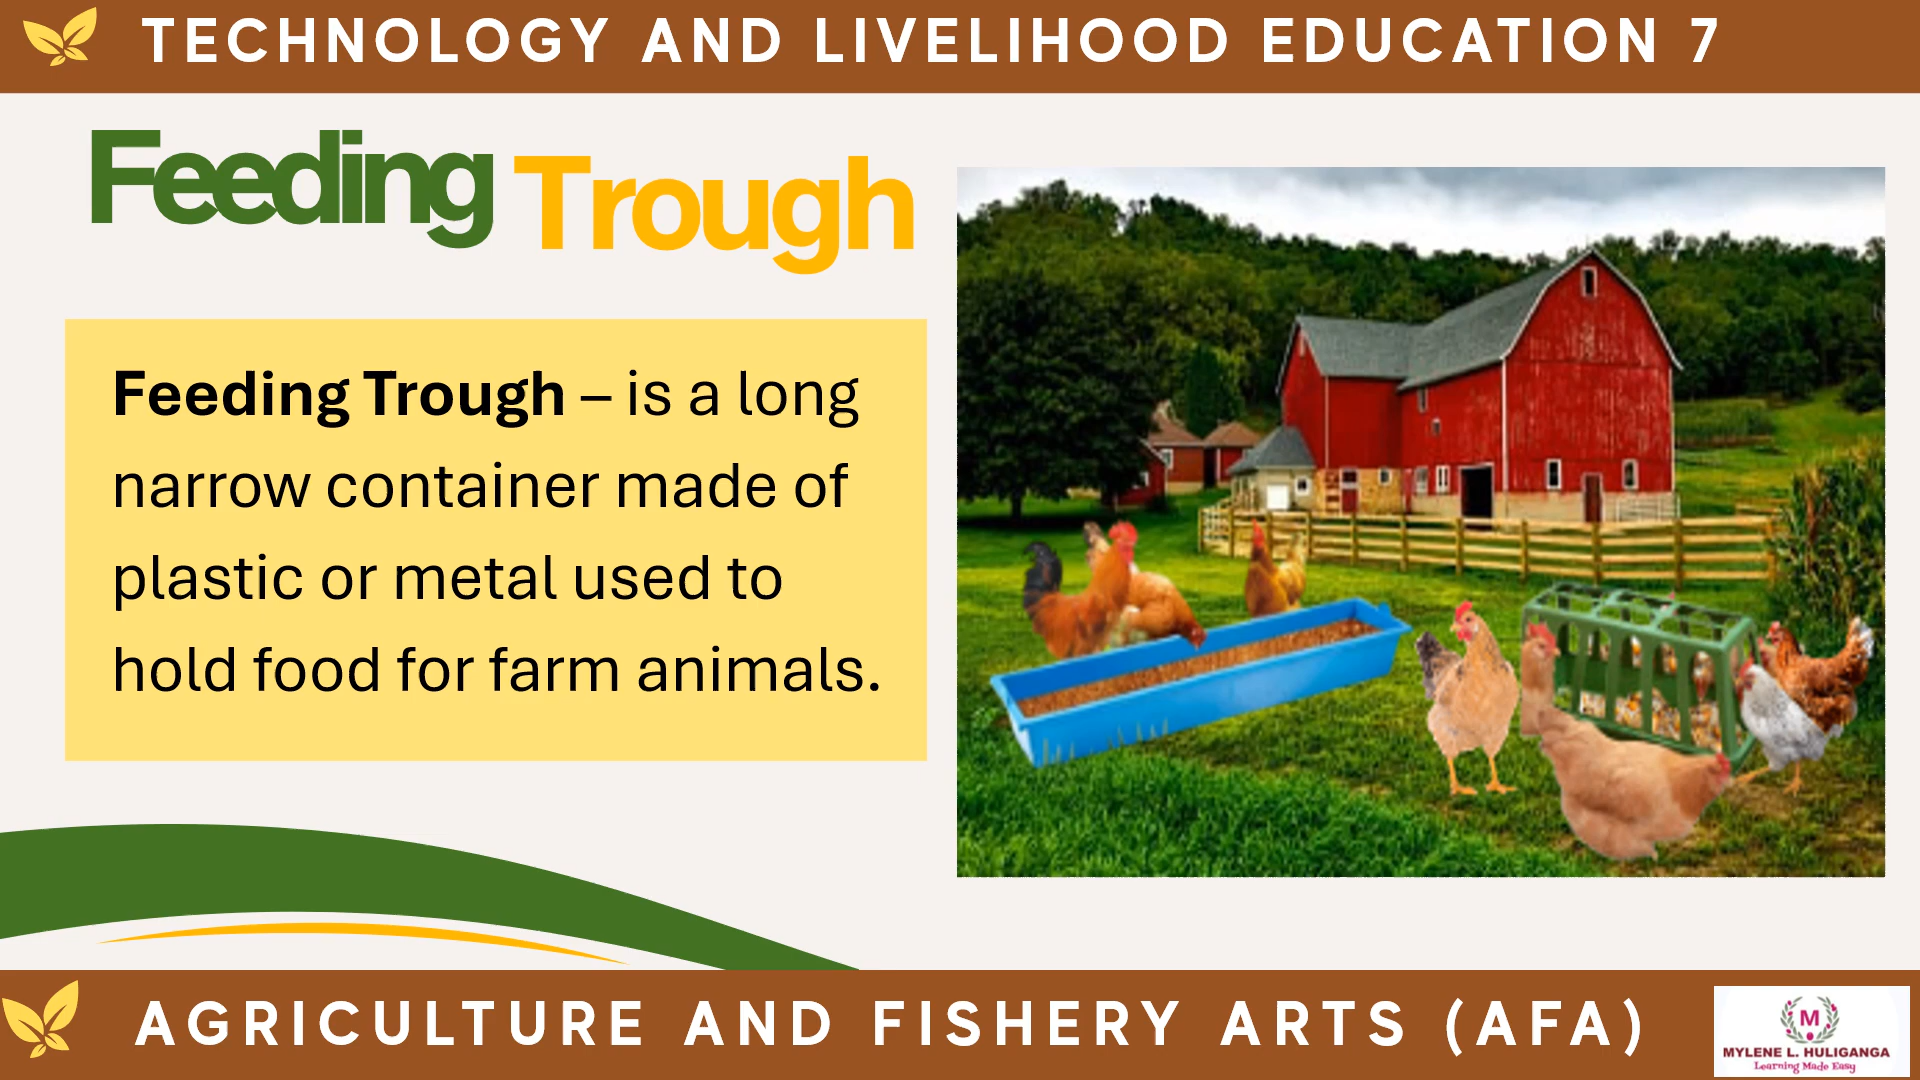 TECHNOLOGY AND LIVELIHOOD EDUCATION 7
Feeding Trough
Feeding Trough – is a long
narrow container made of
plastic or metal used to
hold food for farm animals.
AGRICULTURE AND FISHERY ARTS (AFA)
M
MYLENE L. HULIGANGA
Learning Made Easy